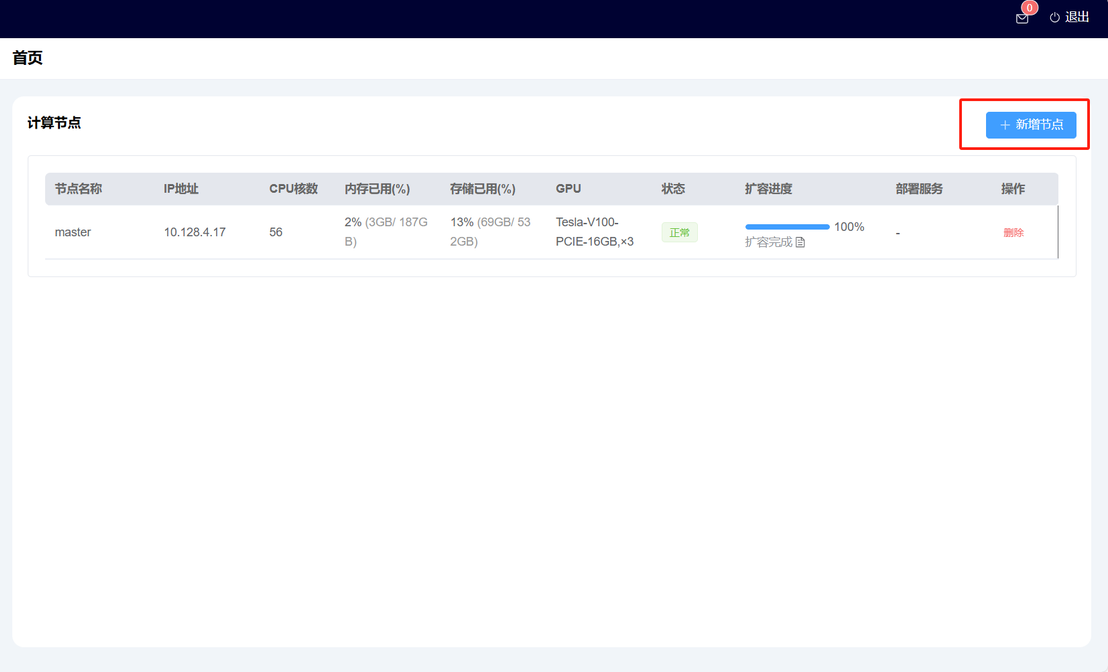 0
退出
首页
计算节点
+ 新增节点
节点名称 IP地址 CPU核数 内存已用(%) 存储已用(%) GPU 状态 扩容进度 部署服务 操作
master 10.128.4.17 56 2% (3GB/ 187G 13% (69GB/ 53 Tesla-V100- 正常 100% - 删除
B) 2GB) PCIE-16GB,×3 扩容完成